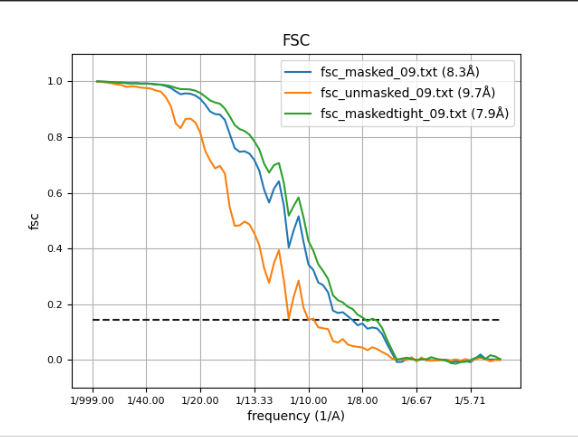 FSC
fsc_masked_09.txt (8.3Å)
fsc_unmasked_09.txt (9.7Å)
fsc_maskedtight_09.txt (7.9Å)
1.0
0.8
0.6
0.4
0.2
0.0
fsc
1/999.00 1/40.00 1/20.00 1/13.33 1/10.00 1/8.00 1/6.67 1/5.71
frequency (1/A)